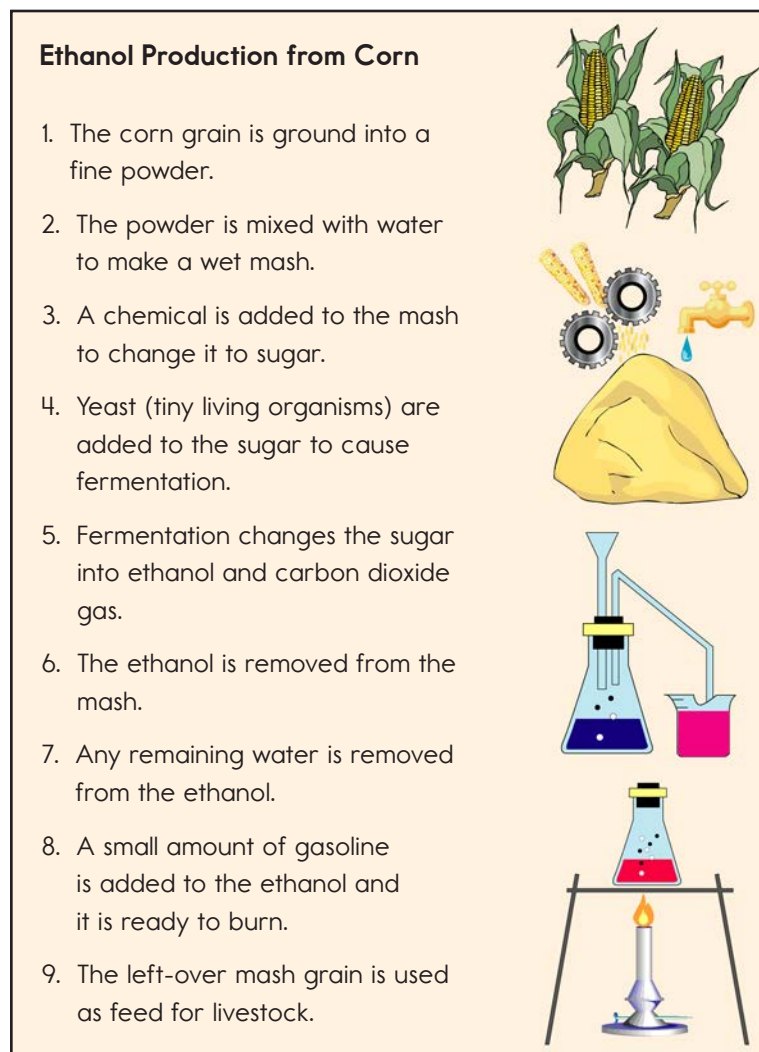 Ethanol Production from Corn
1. The corn grain is ground into a
fine powder.
2. The powder is mixed with water
to make a wet mash.
3. A chemical is added to the mash
to change it to sugar.
4. Yeast (tiny living organisms) are
added to the sugar to cause
fermentation.
5. Fermentation changes the sugar
into ethanol and carbon dioxide
gas.
6. The ethanol is removed from the
mash.
7. Any remaining water is removed
from the ethanol.
8. A small amount of gasoline
is added to the ethanol and
it is ready to burn.
9. The left-over mash grain is used
as feed for livestock.